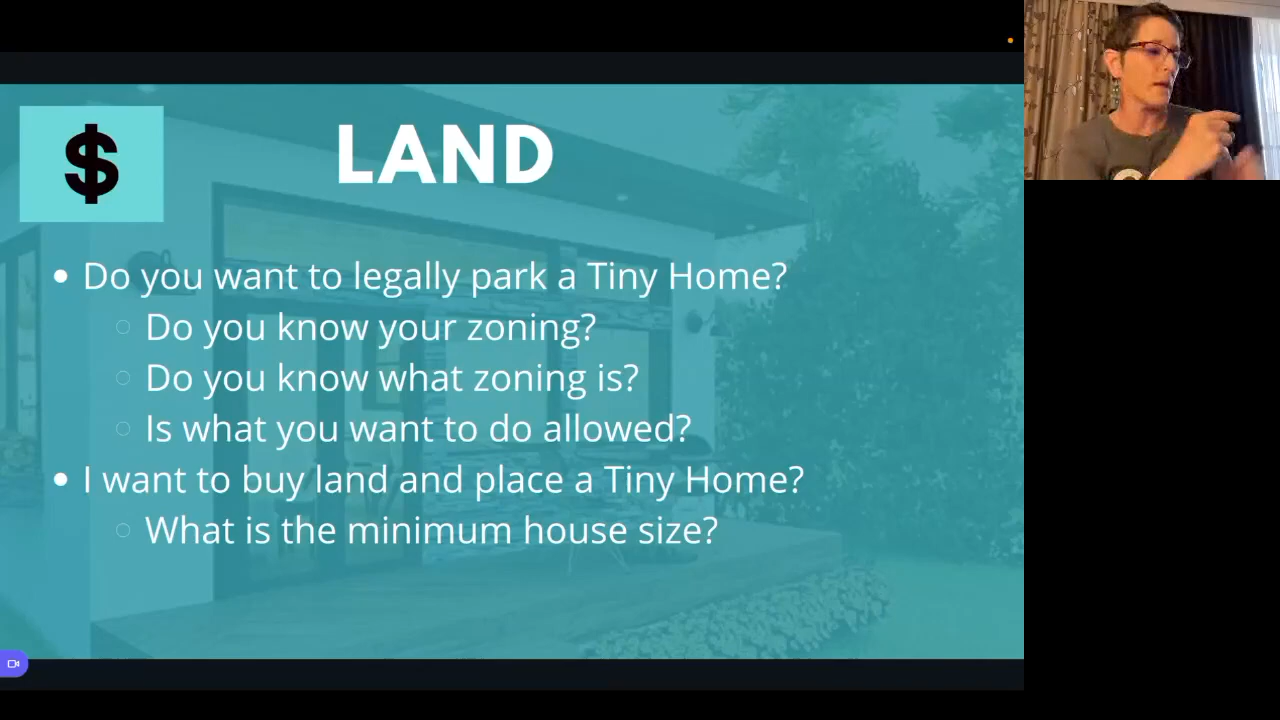 $
LAND
• Do you want to legally park a Tiny Home?
○ Do you know your zoning?
○ Do you know what zoning is?
○ Is what you want to do allowed?
• I want to buy land and place a Tiny Home?
○ What is the minimum house size?